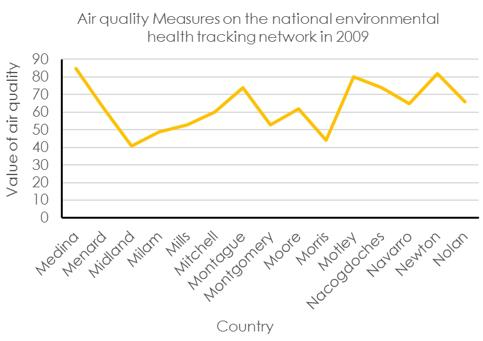 Air quality Measures on the national environmental
health tracking network in 2009
Value of air quality
90
80
70
60
50
40
30
20
10
0
Medina
Menard
Midland
Milam
Mills
Mitchell
Montague
Montgomery
Moore
Morris
Motley
Nacogdoches
Navarro
Newton
Nolan
Country